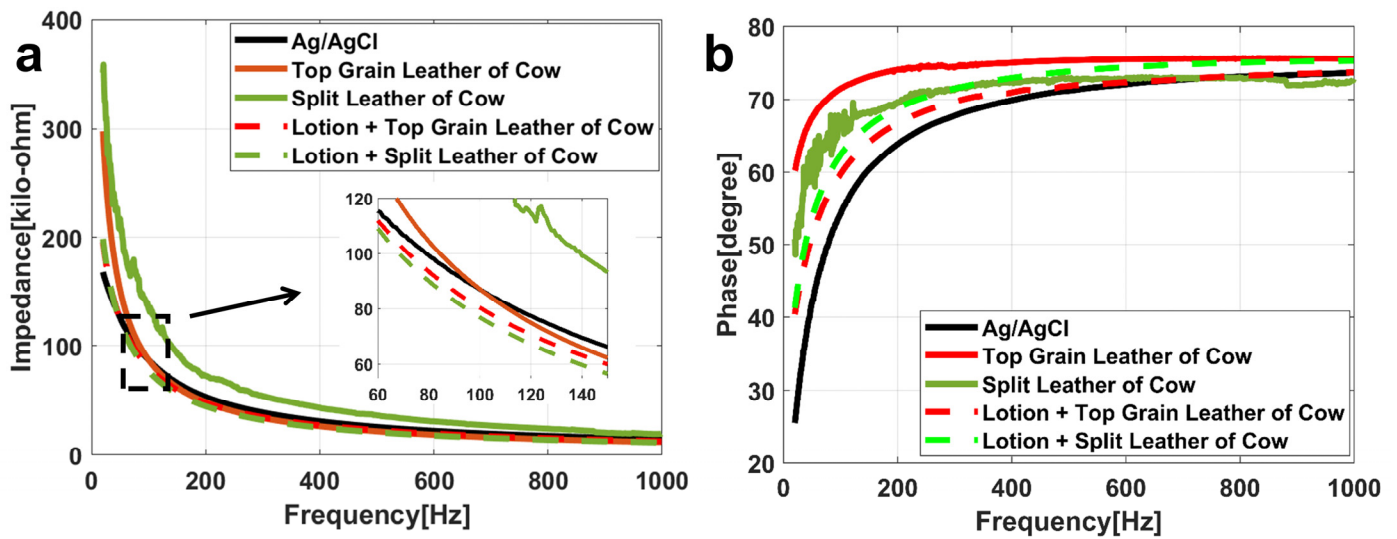 a
400
300
200
100
0
Impedance[kilo-ohm]
Ag/AgCl
Top Grain Leather of Cow
Split Leather of Cow
Lotion + Top Grain Leather of Cow
Lotion + Split Leather of Cow
120
100
80
60
60 80 100 120 140
0 200 400 600 800 1000
Frequency[Hz]
b
80
70
60
50
40
30
20
Phase[degree]
Ag/AgCl
Top Grain Leather of Cow
Split Leather of Cow
Lotion + Top Grain Leather of Cow
Lotion + Split Leather of Cow
0 200 400 600 800 1000
Frequency[Hz]